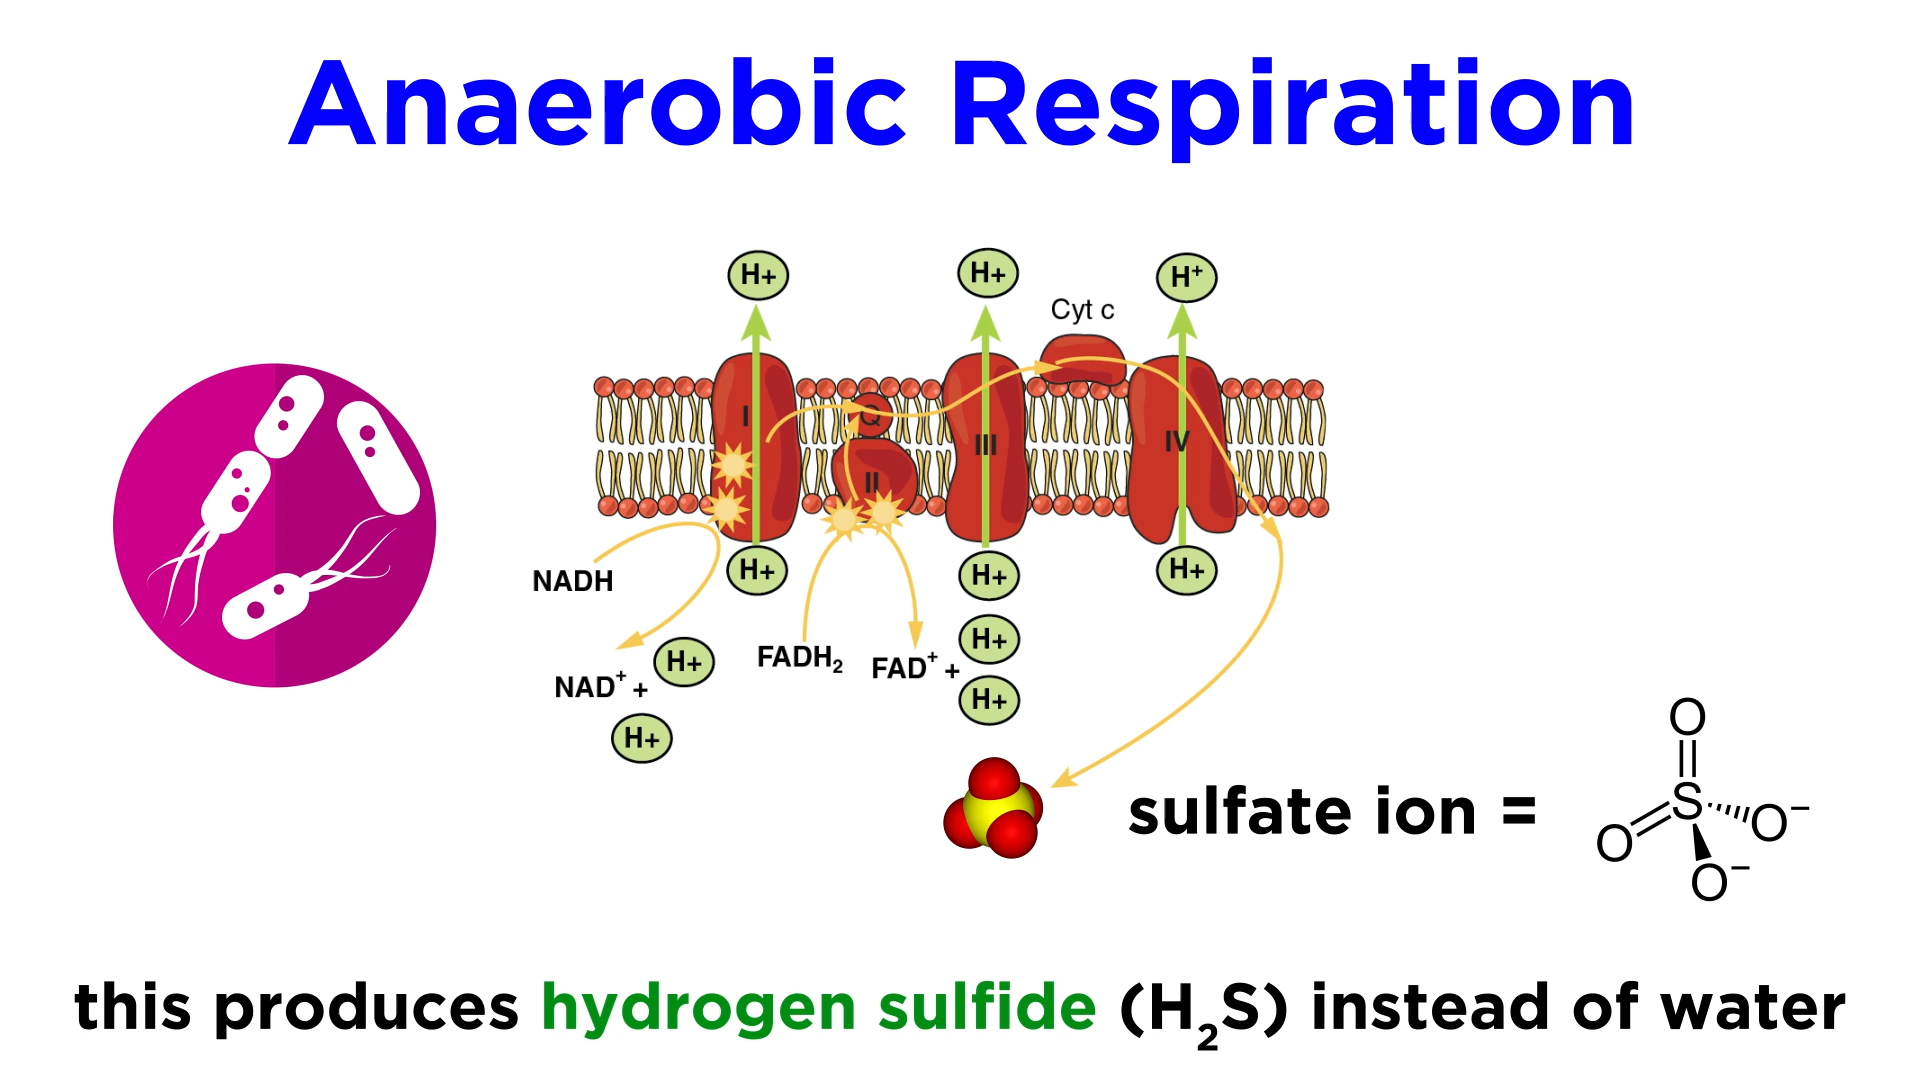 Anaerobic Respiration
H+ H+ H⁺
Cyt c
I Q II III IV
NADH H+ H+ H+
H+
FADH₂ FAD⁺ +
NAD⁺ + H+ H+
H+
O
sulfate ion = S O⁻
O
O⁻
this produces hydrogen sulfide (H₂S) instead of water